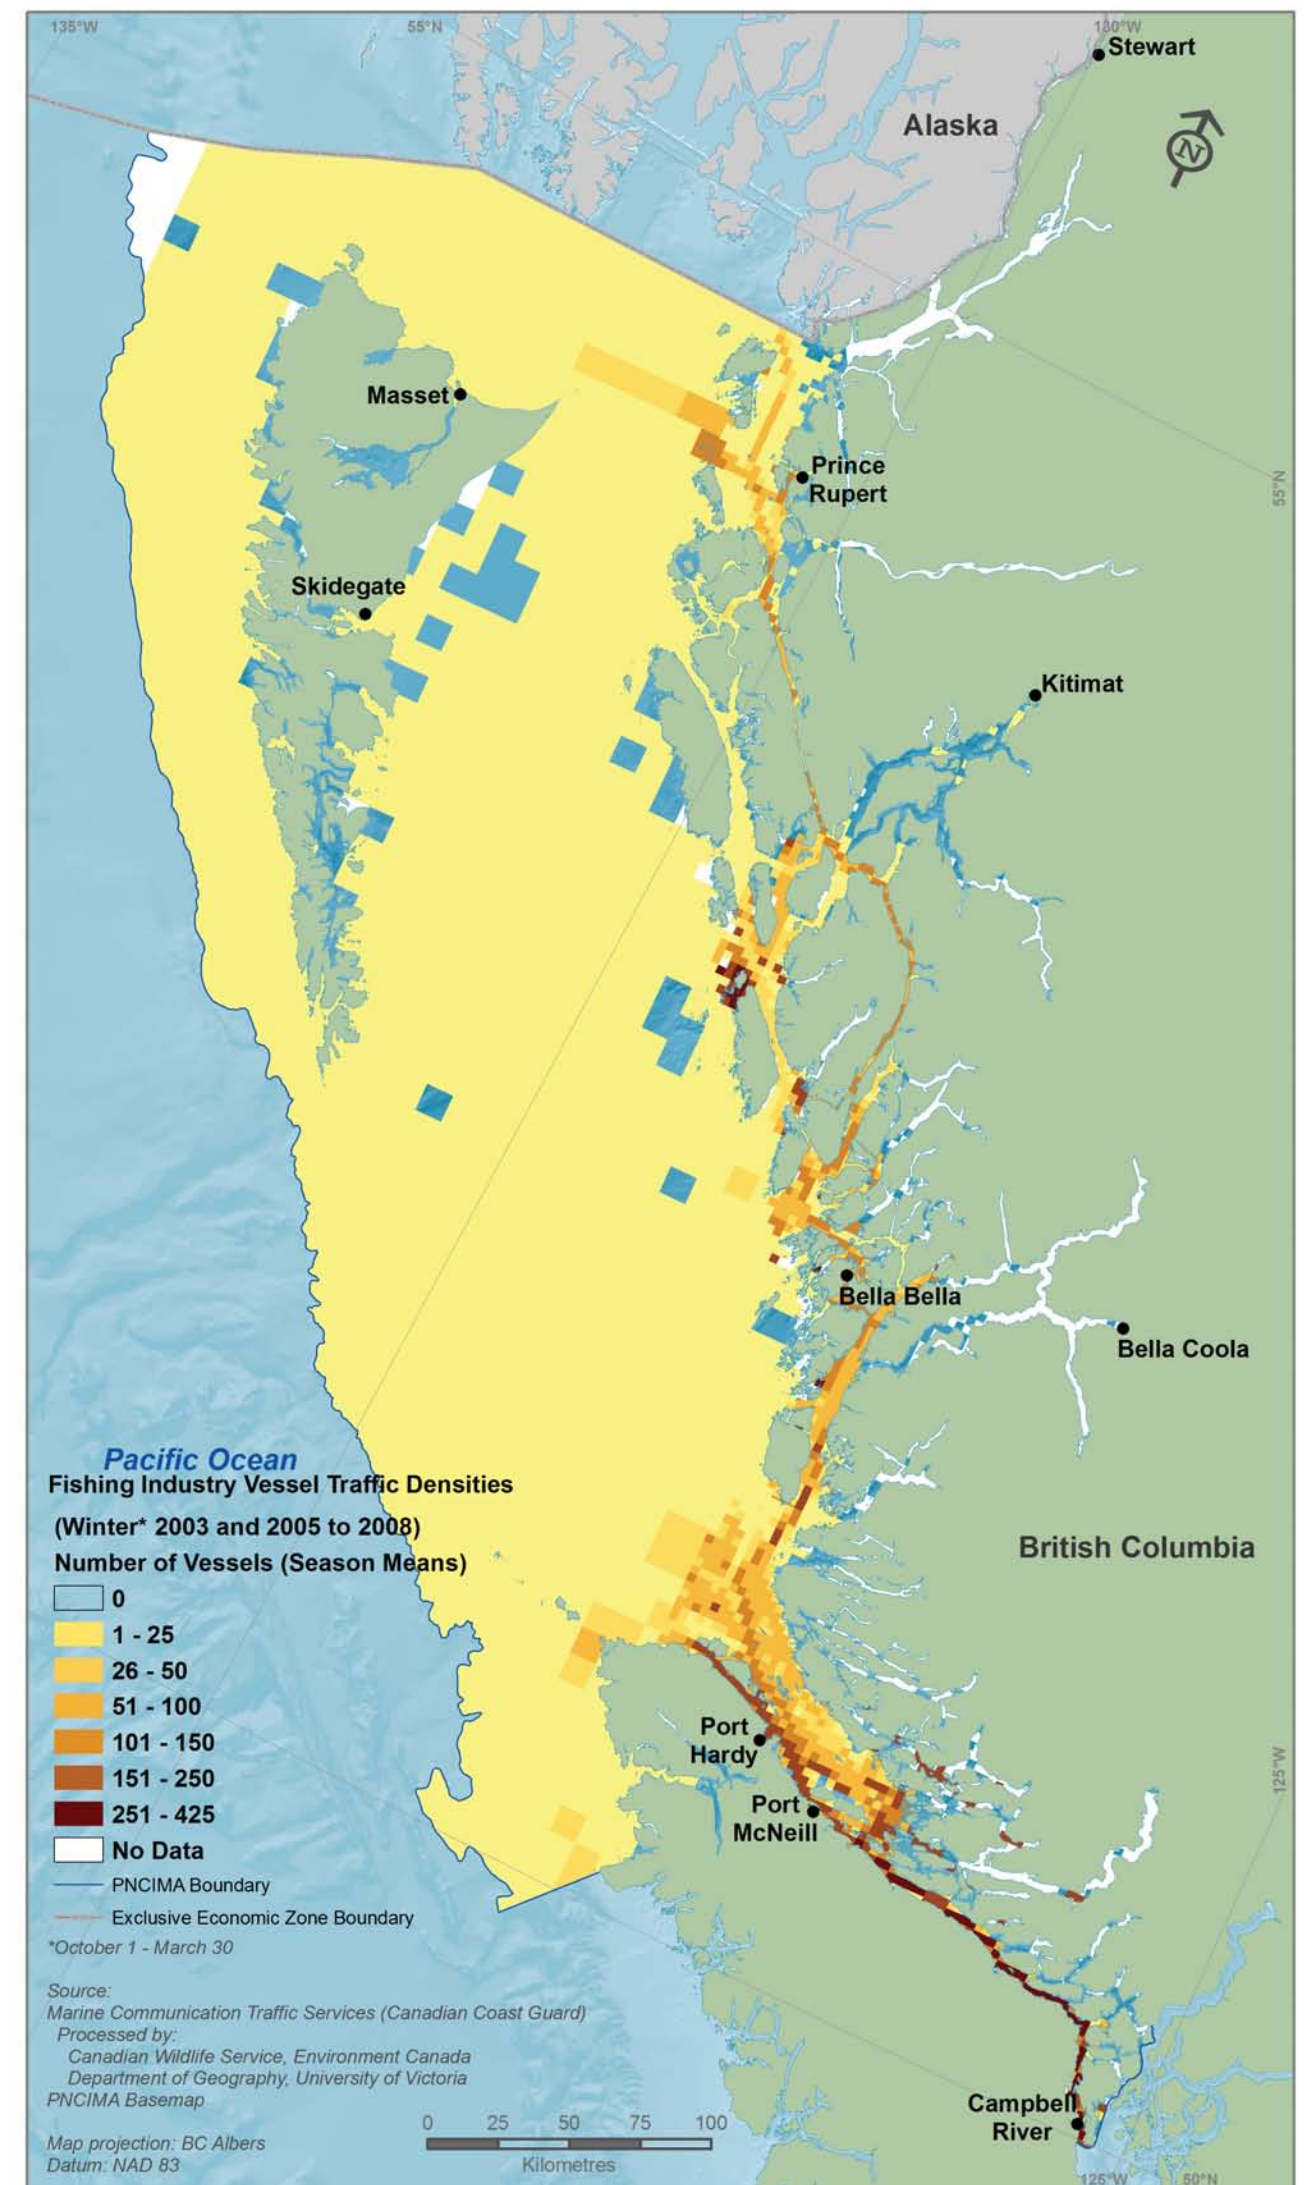 135°W
55°N
130°W
Stewart
Alaska
N
Masset
Prince
Rupert
55°N
Skidegate
Kitimat
Bella Bella
Bella Coola
Pacific Ocean
Fishing Industry Vessel Traffic Densities
(Winter* 2003 and 2005 to 2008)
Number of Vessels (Season Means)
0
1 - 25
26 - 50
51 - 100
101 - 150
151 - 250
251 - 425
No Data
PNCIMA Boundary
Exclusive Economic Zone Boundary
*October 1 - March 30
British Columbia
Port
Hardy
Port
McNeill
125°W
Campbell
River
Source:
Marine Communication Traffic Services (Canadian Coast Guard)
Processed by:
Canadian Wildlife Service, Environment Canada
Department of Geography, University of Victoria
PNCIMA Basemap
Map projection: BC Albers
Datum: NAD 83
0 25 50 75 100
Kilometres
125°W
50°N